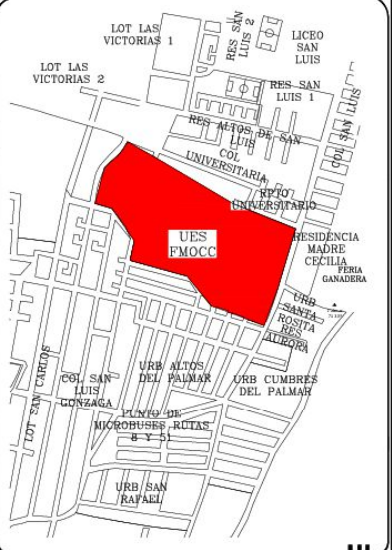 LOT LAS
VICTORIAS 1
RES SAN
LUIS 2
LICEO
SAN
LUIS
LOT LAS
VICTORIAS 2
RES SAN
LUIS 1
COL SAN LUIS
RES ALTOS DE SAN
LUIS
COL
UNIVERSITARIA
RPTO
UNIVERSITARIO
UES
FMOCC
RESIDENCIA
MADRE
CECILIA
FERIA
GANADERA
URB
SANTA
ROSITA
RES
AURORA
URB ALTOS
DEL PALMAR
URB CUMBRES
DEL PALMAR
COL SAN
LUIS
GONZAGA
LOT SAN CARLOS
PUNTO DE
MICROBUSES RUTAS
8 Y 51
URB SAN
RAFAEL